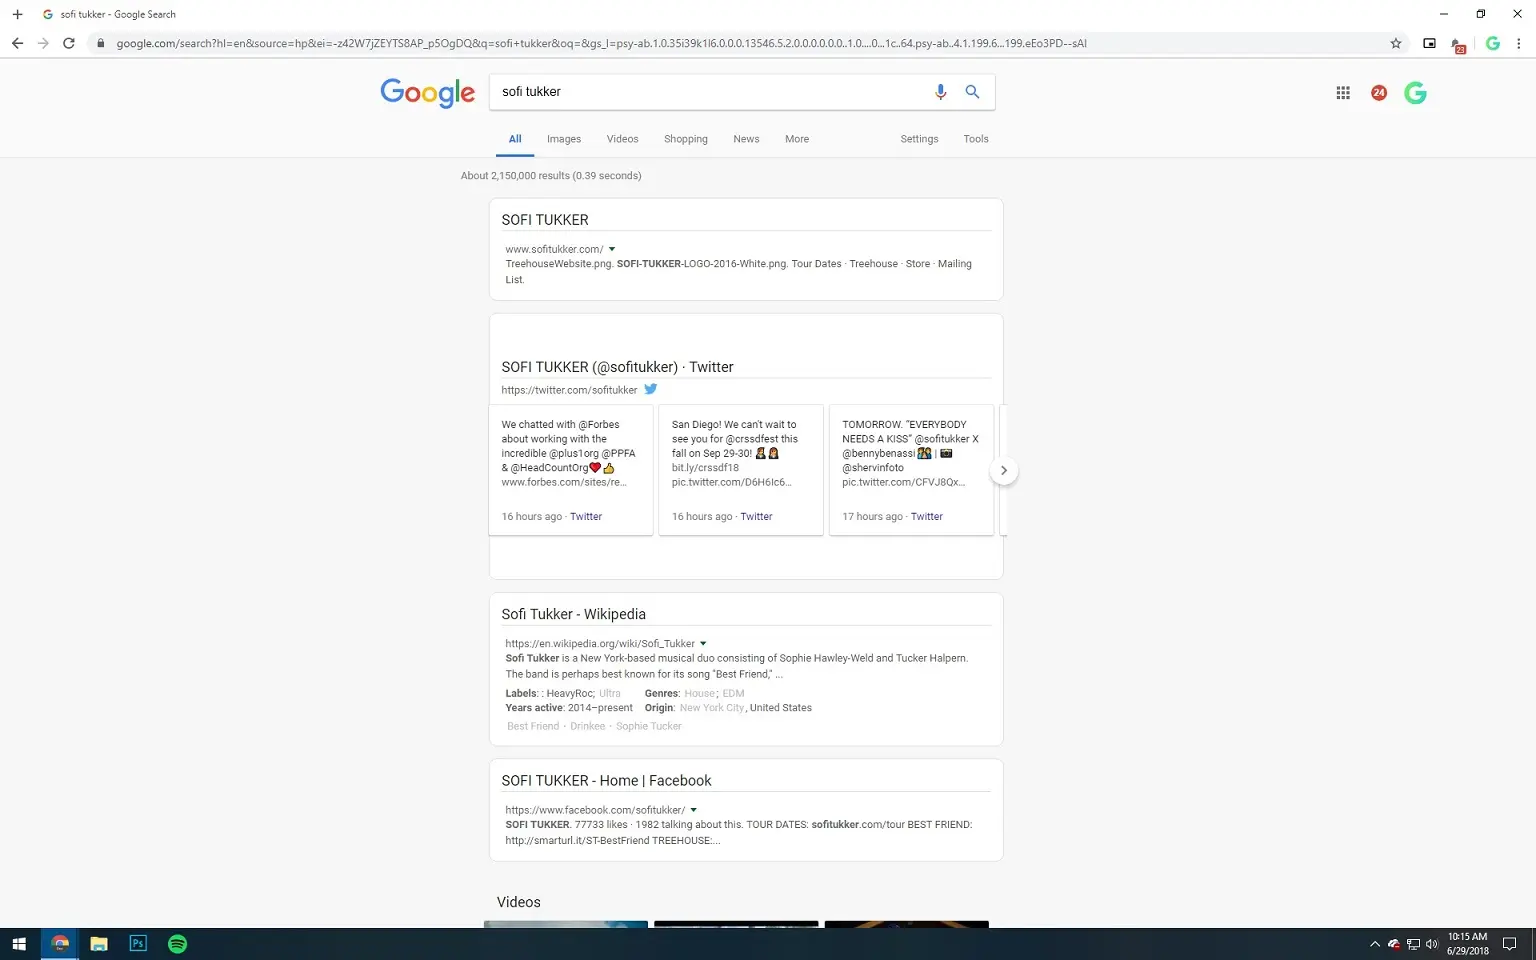 sofi tukker - Google Search
google.com/search?hl=en&source=hp&ei=-z42W7jZEYTS8AP_p5OgDQ&q=sofi+tukker&oq=&gs_l=psy-ab.1.0.35i39k1l6.0.0.0.13546.5.2.0.0.0.0.0.0..1.0....0...1c..64.psy-ab..4.1.199.6...199.eEo3PD--sAI
23
Google
sofi tukker
24
All Images Videos Shopping News More Settings Tools
About 2,150,000 results (0.39 seconds)
SOFI TUKKER
www.sofitukker.com/
TreehouseWebsite.png. SOFI-TUKKER-LOGO-2016-White.png. Tour Dates · Treehouse · Store · Mailing
List.
SOFI TUKKER (@sofitukker) · Twitter
https://twitter.com/sofitukker
We chatted with @Forbes
about working with the
incredible @plus1org @PPFA
& @HeadCountOrg❤️👍
www.forbes.com/sites/re...
16 hours ago · Twitter
San Diego! We can't wait to
see you for @crssdfest this
fall on Sep 29-30!
bit.ly/crssdf18
pic.twitter.com/D6H6Ic6...
16 hours ago · Twitter
TOMORROW. “EVERYBODY
NEEDS A KISS” @sofitukker X
@bennybenassi | 📷
@shervinfoto
pic.twitter.com/CFVJ8Qx...
17 hours ago · Twitter
Sofi Tukker - Wikipedia
https://en.wikipedia.org/wiki/Sofi_Tukker
Sofi Tukker is a New York-based musical duo consisting of Sophie Hawley-Weld and Tucker Halpern.
The band is perhaps best known for its song "Best Friend," ...
Labels: : HeavyRoc; Ultra Genres: House; EDM
Years active: 2014–present Origin: New York City, United States
Best Friend · Drinkee · Sophie Tucker
SOFI TUKKER - Home | Facebook
https://www.facebook.com/sofitukker/
SOFI TUKKER. 77733 likes · 1982 talking about this. TOUR DATES: sofitukker.com/tour BEST FRIEND:
http://smarturl.it/ST-BestFriend TREEHOUSE:...
Videos
Ps
10:15 AM
6/29/2018